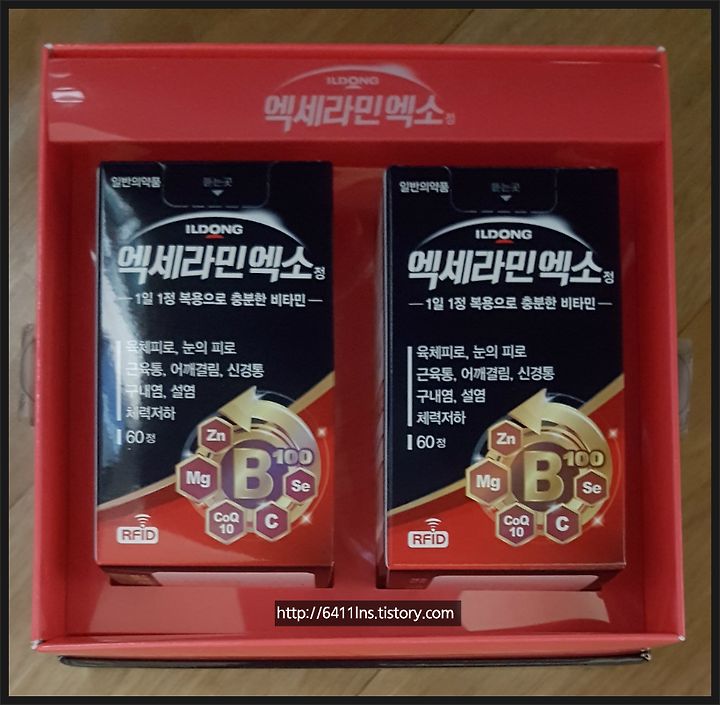 ILDONG
엑세라민엑소정
일반의약품
뜯는곳
ILDONG
엑세라민엑소정
1일 1정 복용으로 충분한 비타민
육체피로, 눈의 피로
근육통, 어깨결림, 신경통
구내염, 설염
체력저하
60정
Zn
B100
Mg
Se
CoQ
10
C
RFID
일반의약품
뜯는곳
ILDONG
엑세라민엑소정
1일 1정 복용으로 충분한 비타민
육체피로, 눈의 피로
근육통, 어깨결림, 신경통
구내염, 설염
체력저하
60정
Zn
B100
Mg
Se
CoQ
10
C
RFID
http://6411lns.tistory.com